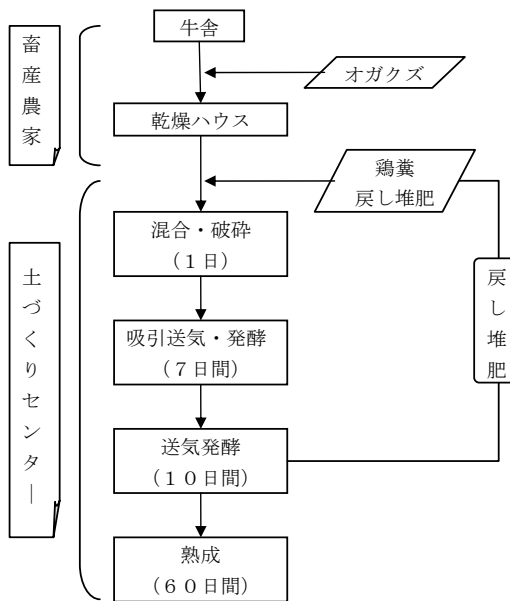 畜産農家
牛舎
オガクズ
乾燥ハウス
鶏糞
戻し堆肥
土づくりセンター
混合・破砕
(1日)
戻し堆肥
吸引送気・発酵
(7日間)
送気発酵
(10日間)
熟成
(60日間)